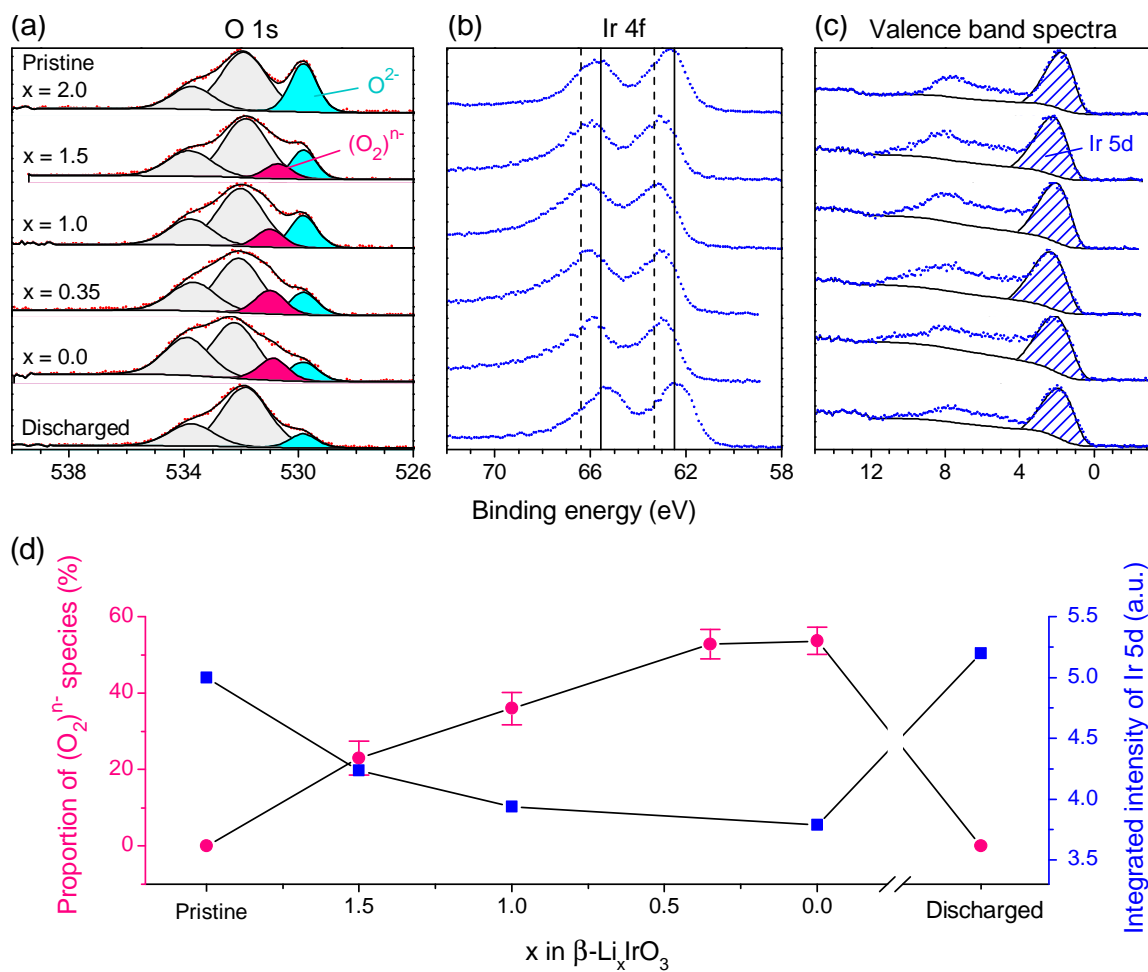 (a) O 1s
(b) Ir 4f
(c) Valence band spectra
Pristine
x = 2.0
O²⁻
x = 1.5
(O₂)ⁿ⁻
x = 1.0
x = 0.35
x = 0.0
Discharged
Ir 5d
538 534 530 526
70 66 62 58
12 8 4 0
Binding energy (eV)
(d)
Proportion of (O₂)ⁿ⁻ species (%)
60
40
20
0
Integrated intensity of Ir 5d (a.u.)
5.5
5.0
4.5
4.0
3.5
Pristine 1.5 1.0 0.5 0.0 Discharged
x in β-LiₓIrO₃